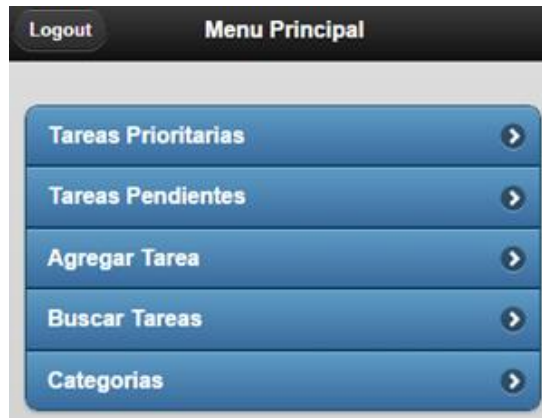 Logout Menu Principal
Tareas Prioritarias
Tareas Pendientes
Agregar Tarea
Buscar Tareas
Categorias